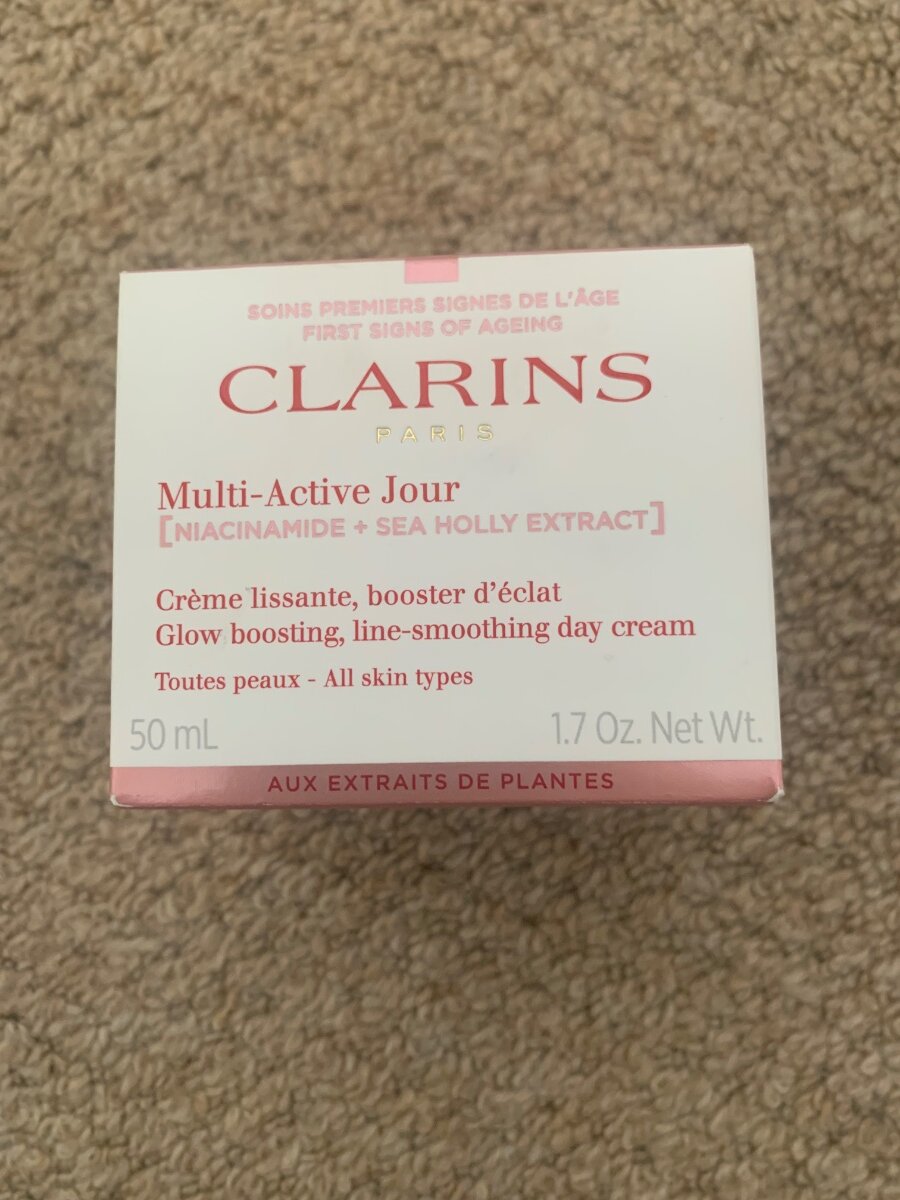 SOINS PREMIERS SIGNES DE L'ÂGE
FIRST SIGNS OF AGEING
CLARINS
PARIS
Multi-Active Jour
[NIACINAMIDE + SEA HOLLY EXTRACT]
Crème lissante, booster d'éclat
Glow boosting, line-smoothing day cream
Toutes peaux - All skin types
50 mL 1.7 Oz. Net Wt.
AUX EXTRAITS DE PLANTES